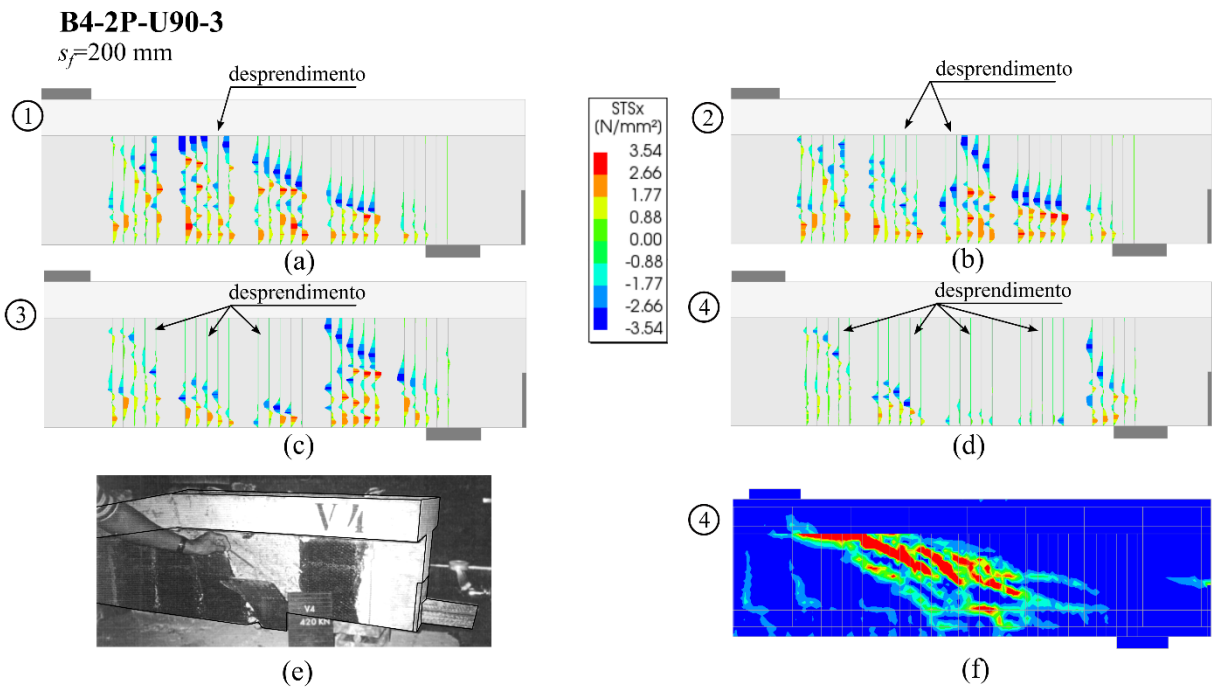 B4-2P-U90-3
sf=200 mm
desprendimento
1
(a)
STSx
(N/mm²)
3.54
2.66
1.77
0.88
0.00
-0.88
-1.77
-2.66
-3.54
desprendimento
2
(b)
desprendimento
3
(c)
desprendimento
4
(d)
V4
V4
420 KN
(e)
4
(f)